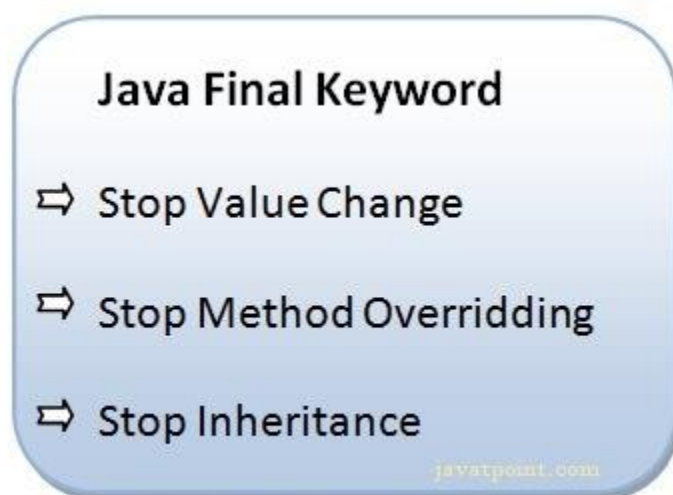 Java Final Keyword
Stop Value Change
Stop Method Overridding
Stop Inheritance
javatpoint.com